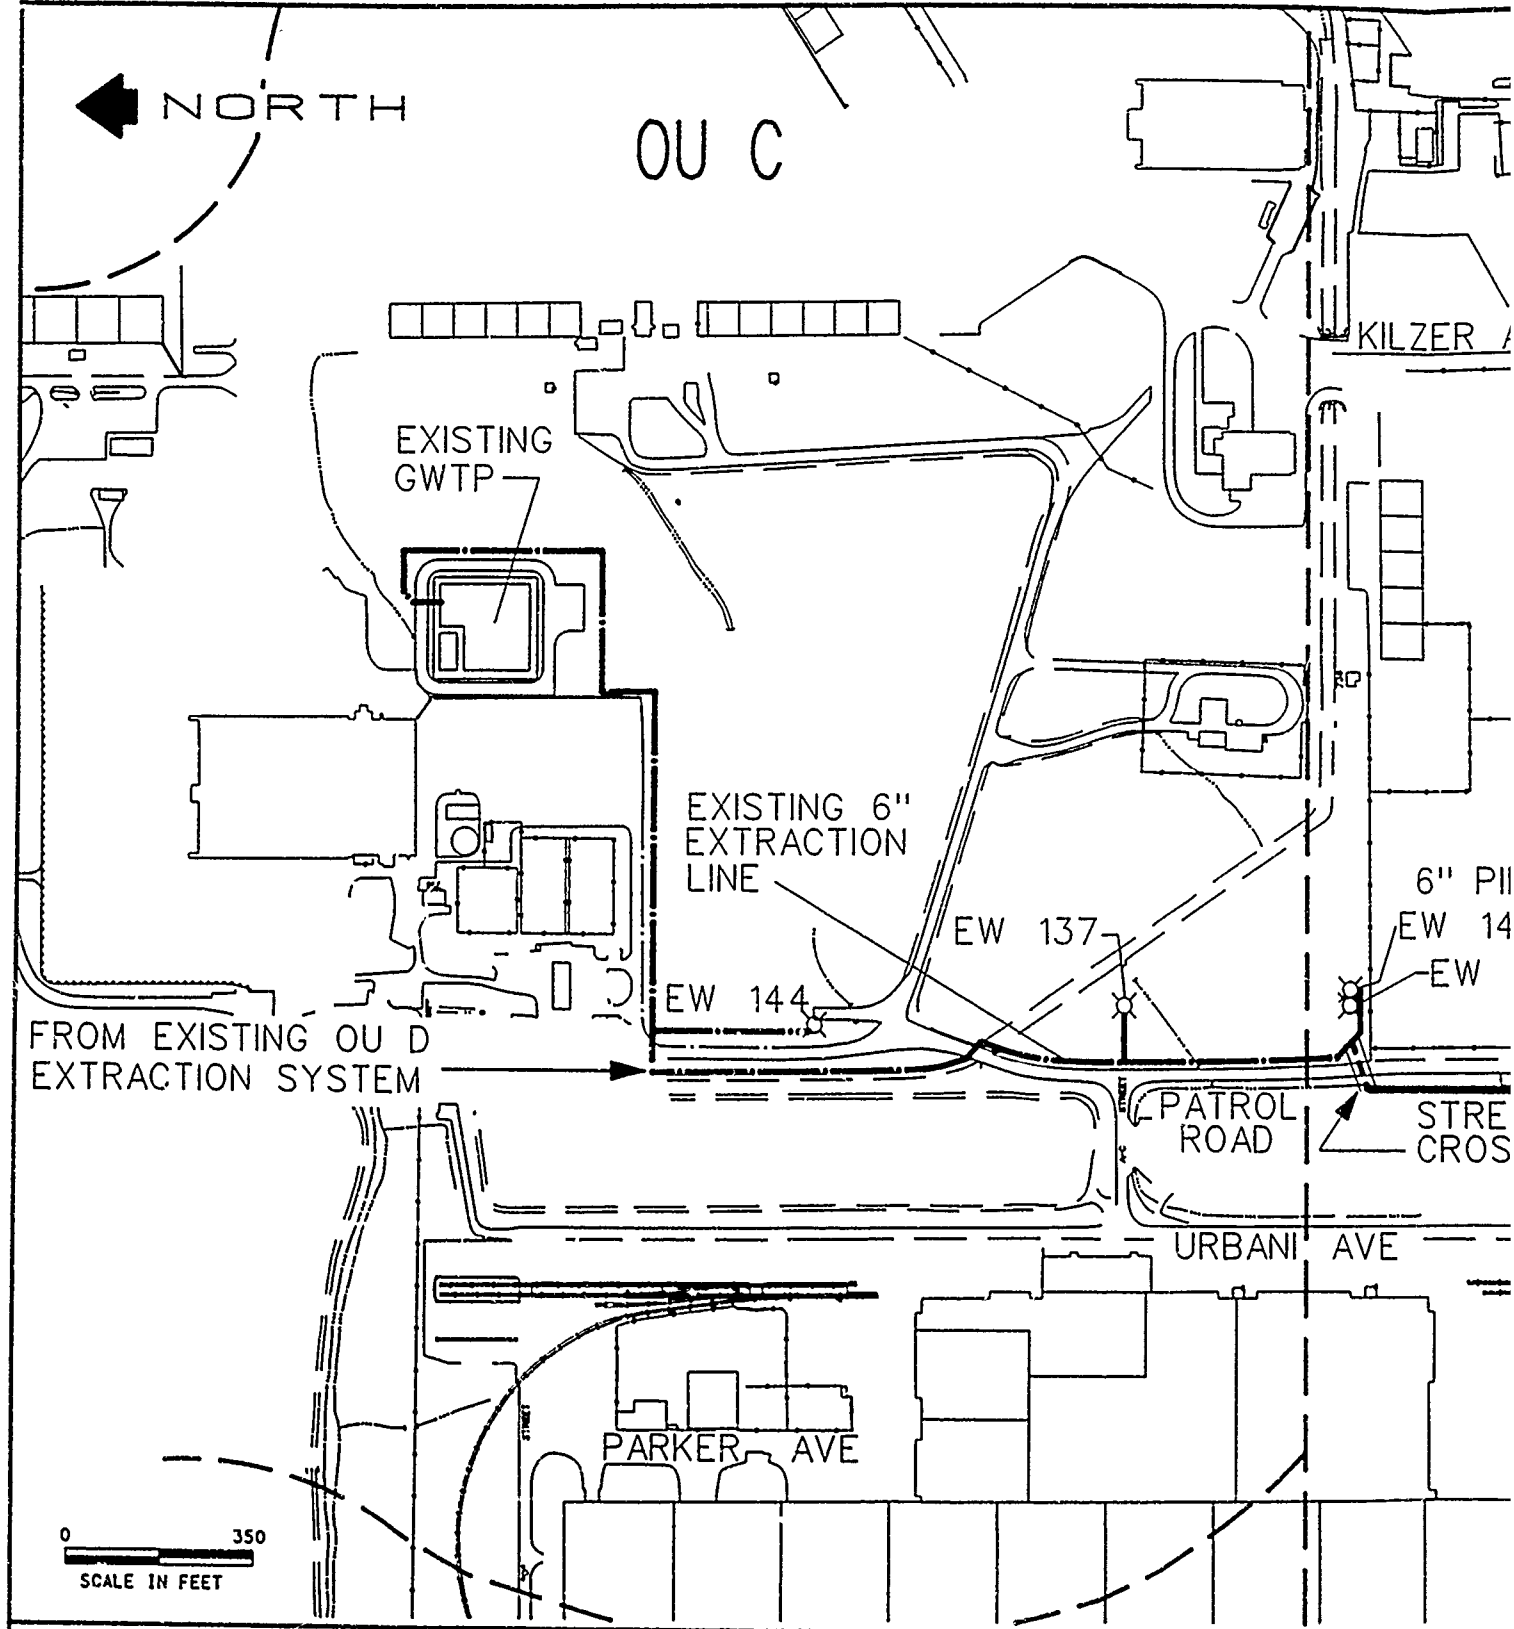 NORTH
OU C
KILZER A
EXISTING
GWTP
EXISTING 6"
EXTRACTION
LINE
6" PI
EW 137
EW 14
EW
EW 144
FROM EXISTING OU D
EXTRACTION SYSTEM
STREET
PATROL
ROAD
STRE
CROS
URBANI AVE
STREET
PARKER AVE
0 350
SCALE IN FEET